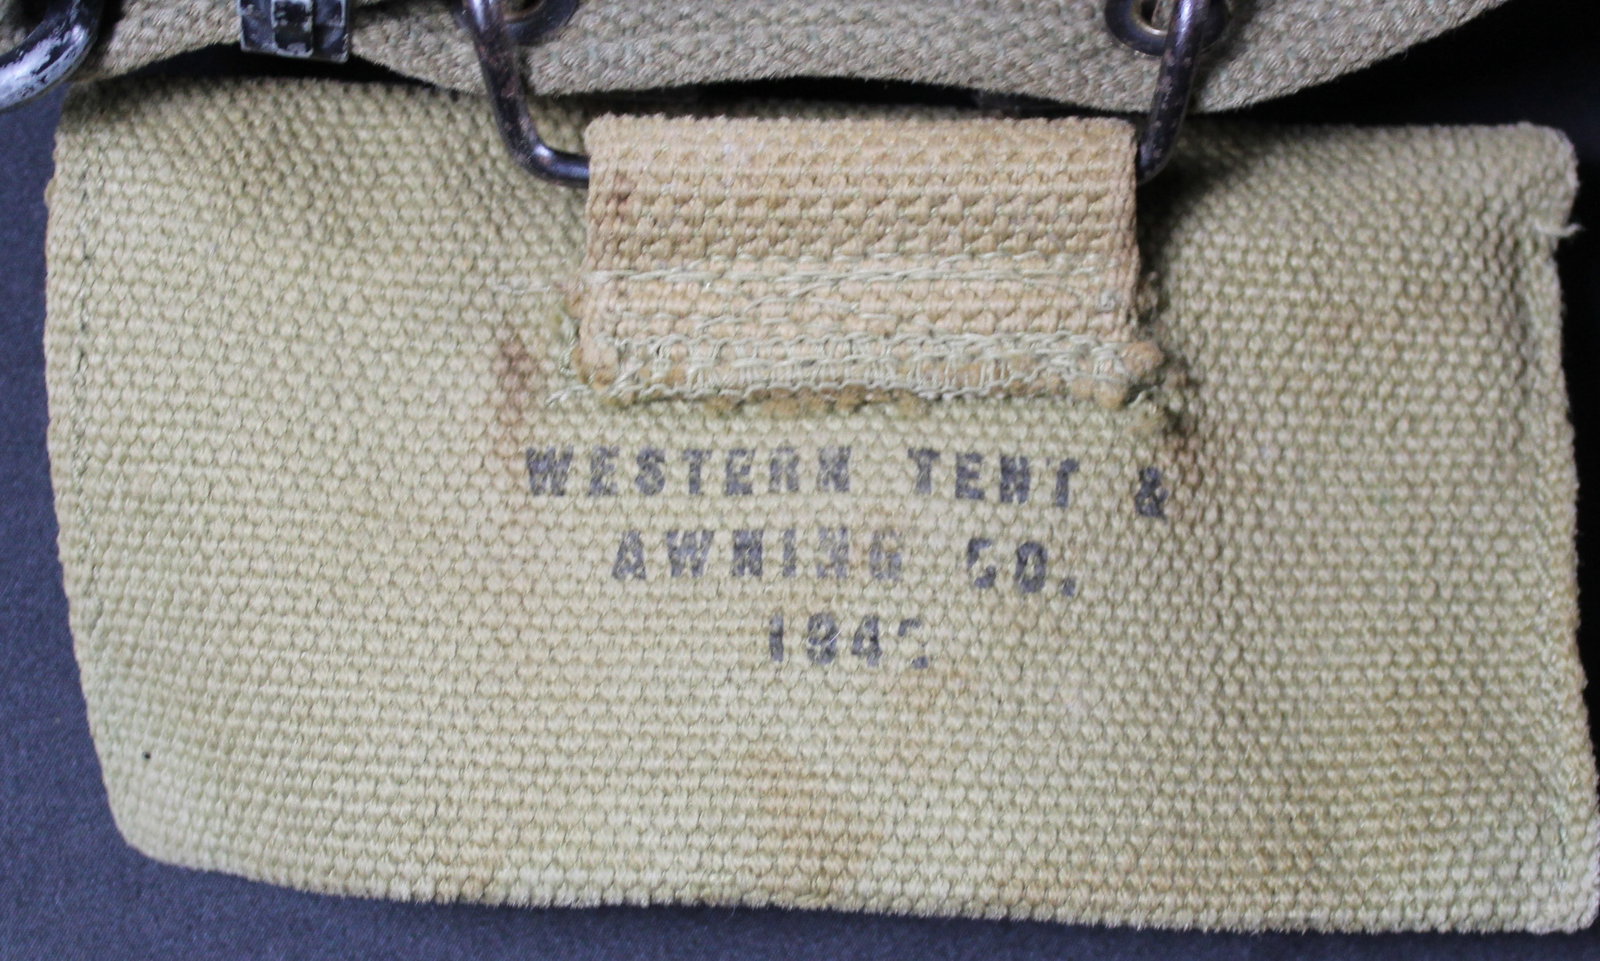 WESTERN TENT &
AWNING CO.